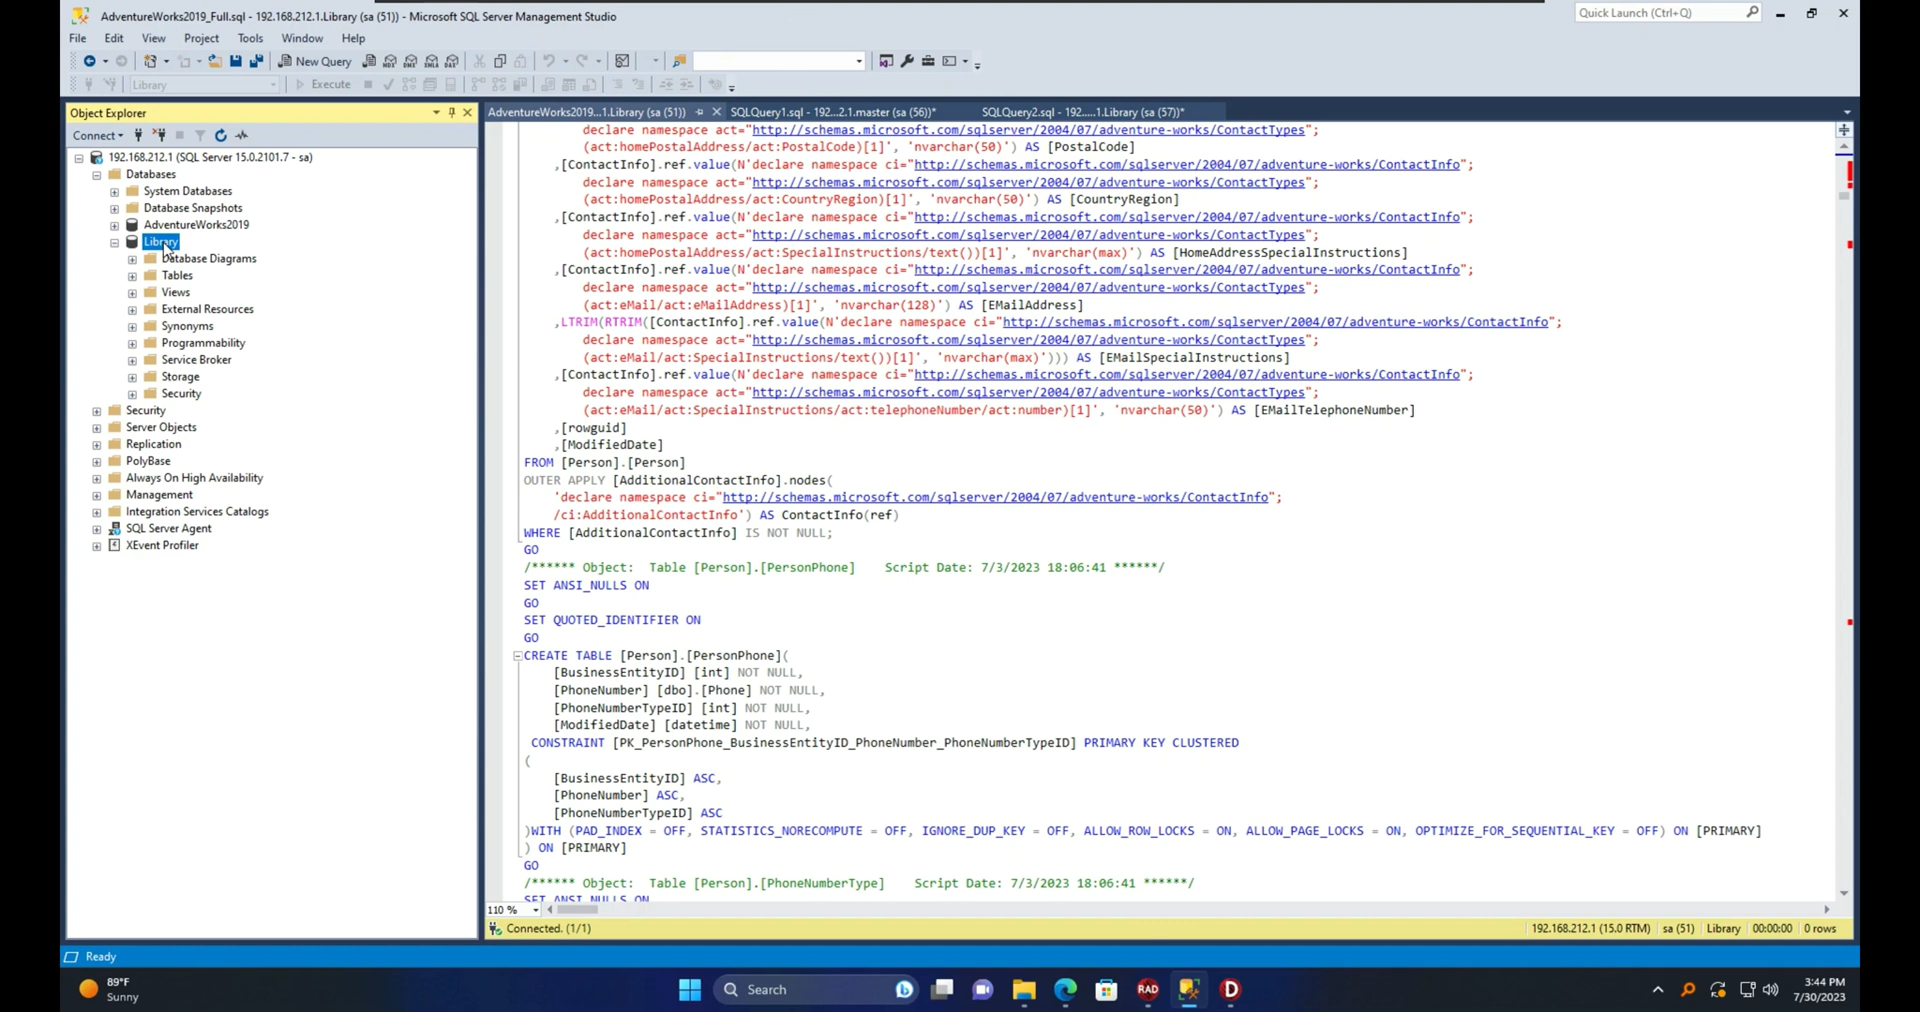 AdventureWorks2019_Full.sql - 192.168.212.1.Library (sa (51)) - Microsoft SQL Server Management Studio
Quick Launch (Ctrl+Q)
File Edit View Project Tools Window Help
New Query
Library
Execute
Object Explorer
AdventureWorks2019...1.Library (sa (51))
SQLQuery1.sql - 192...2.1.master (sa (56))*
SQLQuery2.sql - 192.....1.Library (sa (57))*
Connect
192.168.212.1 (SQL Server 15.0.2101.7 - sa)
Databases
System Databases
Database Snapshots
AdventureWorks2019
Library
Database Diagrams
Tables
Views
External Resources
Synonyms
Programmability
Service Broker
Storage
Security
Security
Server Objects
Replication
PolyBase
Always On High Availability
Management
Integration Services Catalogs
SQL Server Agent
XEvent Profiler
declare namespace act="http://schemas.microsoft.com/sqlserver/2004/07/adventure-works/ContactTypes";
(act:homePostalAddress/act:PostalCode)[1]', 'nvarchar(50)') AS [PostalCode]
,[ContactInfo].ref.value(N'declare namespace ci="http://schemas.microsoft.com/sqlserver/2004/07/adventure-works/ContactInfo";
declare namespace act="http://schemas.microsoft.com/sqlserver/2004/07/adventure-works/ContactTypes";
(act:homePostalAddress/act:CountryRegion)[1]', 'nvarchar(50)') AS [CountryRegion]
,[ContactInfo].ref.value(N'declare namespace ci="http://schemas.microsoft.com/sqlserver/2004/07/adventure-works/ContactInfo";
declare namespace act="http://schemas.microsoft.com/sqlserver/2004/07/adventure-works/ContactTypes";
(act:homePostalAddress/act:SpecialInstructions/text())[1]', 'nvarchar(max)') AS [HomeAddressSpecialInstructions]
,[ContactInfo].ref.value(N'declare namespace ci="http://schemas.microsoft.com/sqlserver/2004/07/adventure-works/ContactInfo";
declare namespace act="http://schemas.microsoft.com/sqlserver/2004/07/adventure-works/ContactTypes";
(act:eMail/act:eMailAddress)[1]', 'nvarchar(128)') AS [EMailAddress]
,LTRIM(RTRIM([ContactInfo].ref.value(N'declare namespace ci="http://schemas.microsoft.com/sqlserver/2004/07/adventure-works/ContactInfo";
declare namespace act="http://schemas.microsoft.com/sqlserver/2004/07/adventure-works/ContactTypes";
(act:eMail/act:SpecialInstructions/text())[1]', 'nvarchar(max)'))) AS [EMailSpecialInstructions]
,[ContactInfo].ref.value(N'declare namespace ci="http://schemas.microsoft.com/sqlserver/2004/07/adventure-works/ContactInfo";
declare namespace act="http://schemas.microsoft.com/sqlserver/2004/07/adventure-works/ContactTypes";
(act:eMail/act:SpecialInstructions/act:telephoneNumber/act:number)[1]', 'nvarchar(50)') AS [EMailTelephoneNumber]
,[rowguid]
,[ModifiedDate]
FROM [Person].[Person]
OUTER APPLY [AdditionalContactInfo].nodes(
'declare namespace ci="http://schemas.microsoft.com/sqlserver/2004/07/adventure-works/ContactInfo";
/ci:AdditionalContactInfo') AS ContactInfo(ref)
WHERE [AdditionalContactInfo] IS NOT NULL;
GO
/****** Object:  Table [Person].[PersonPhone]    Script Date: 7/3/2023 18:06:41 ******/
SET ANSI_NULLS ON
GO
SET QUOTED_IDENTIFIER ON
GO
CREATE TABLE [Person].[PersonPhone](
[BusinessEntityID] [int] NOT NULL,
[PhoneNumber] [dbo].[Phone] NOT NULL,
[PhoneNumberTypeID] [int] NOT NULL,
[ModifiedDate] [datetime] NOT NULL,
CONSTRAINT [PK_PersonPhone_BusinessEntityID_PhoneNumber_PhoneNumberTypeID] PRIMARY KEY CLUSTERED
(
[BusinessEntityID] ASC,
[PhoneNumber] ASC,
[PhoneNumberTypeID] ASC
)WITH (PAD_INDEX = OFF, STATISTICS_NORECOMPUTE = OFF, IGNORE_DUP_KEY = OFF, ALLOW_ROW_LOCKS = ON, ALLOW_PAGE_LOCKS = ON, OPTIMIZE_FOR_SEQUENTIAL_KEY = OFF) ON [PRIMARY]
) ON [PRIMARY]
GO
/****** Object:  Table [Person].[PhoneNumberType]    Script Date: 7/3/2023 18:06:41 ******/
SET ANSI_NULLS ON
110 %
Connected. (1/1)
192.168.212.1 (15.0 RTM) sa (51) Library 00:00:00 0 rows
Ready
89°F
Sunny
Search
RAD
D
3:44 PM
7/30/2023